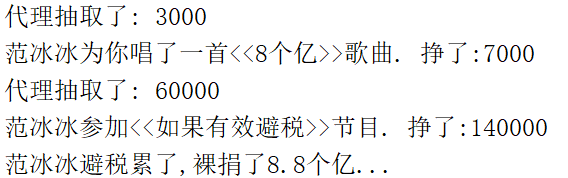 代理抽取了: 3000
范冰冰为你唱了一首<<8个亿>>歌曲. 挣了:7000
代理抽取了: 60000
范冰冰参加<<如果有效避税>>节目. 挣了:140000
范冰冰避税累了,裸捐了8.8个亿...